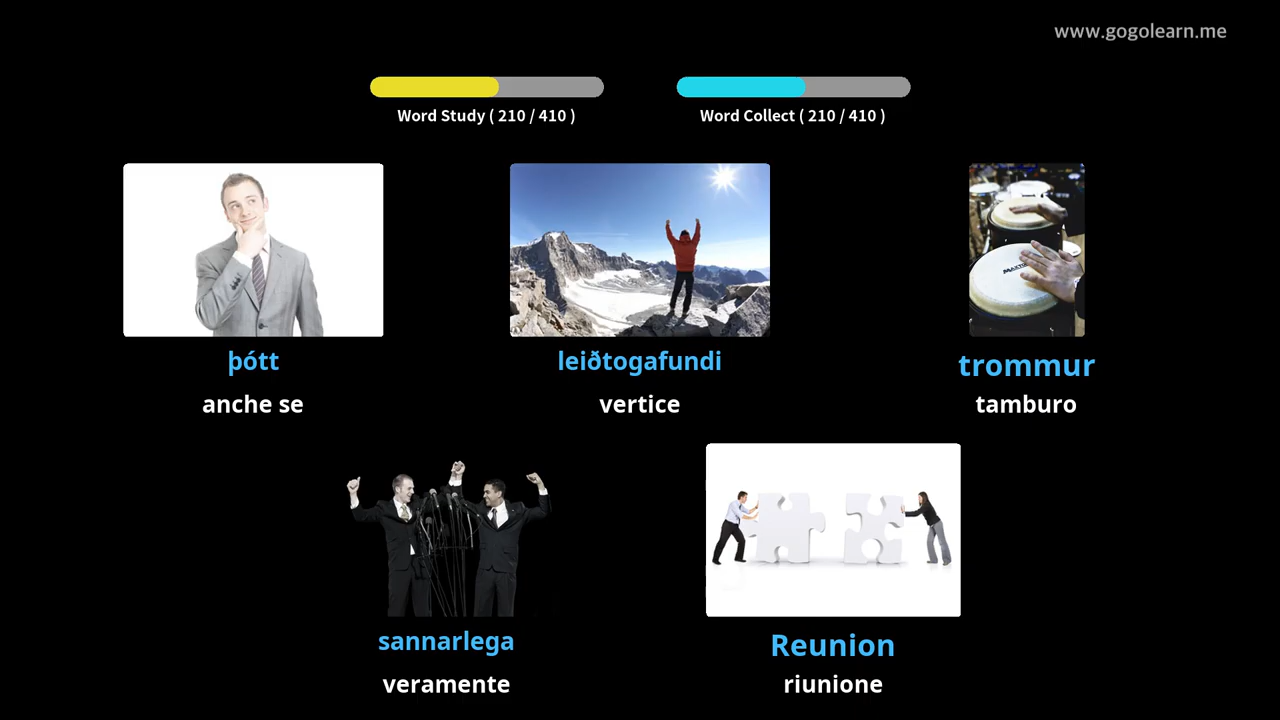 www.gogolearn.me
Word Study ( 210 / 410 )
Word Collect ( 210 / 410 )
þótt
anche se
leiðtogafundi
vertice
trommur
tamburo
sannarlega
veramente
Reunion
riunione